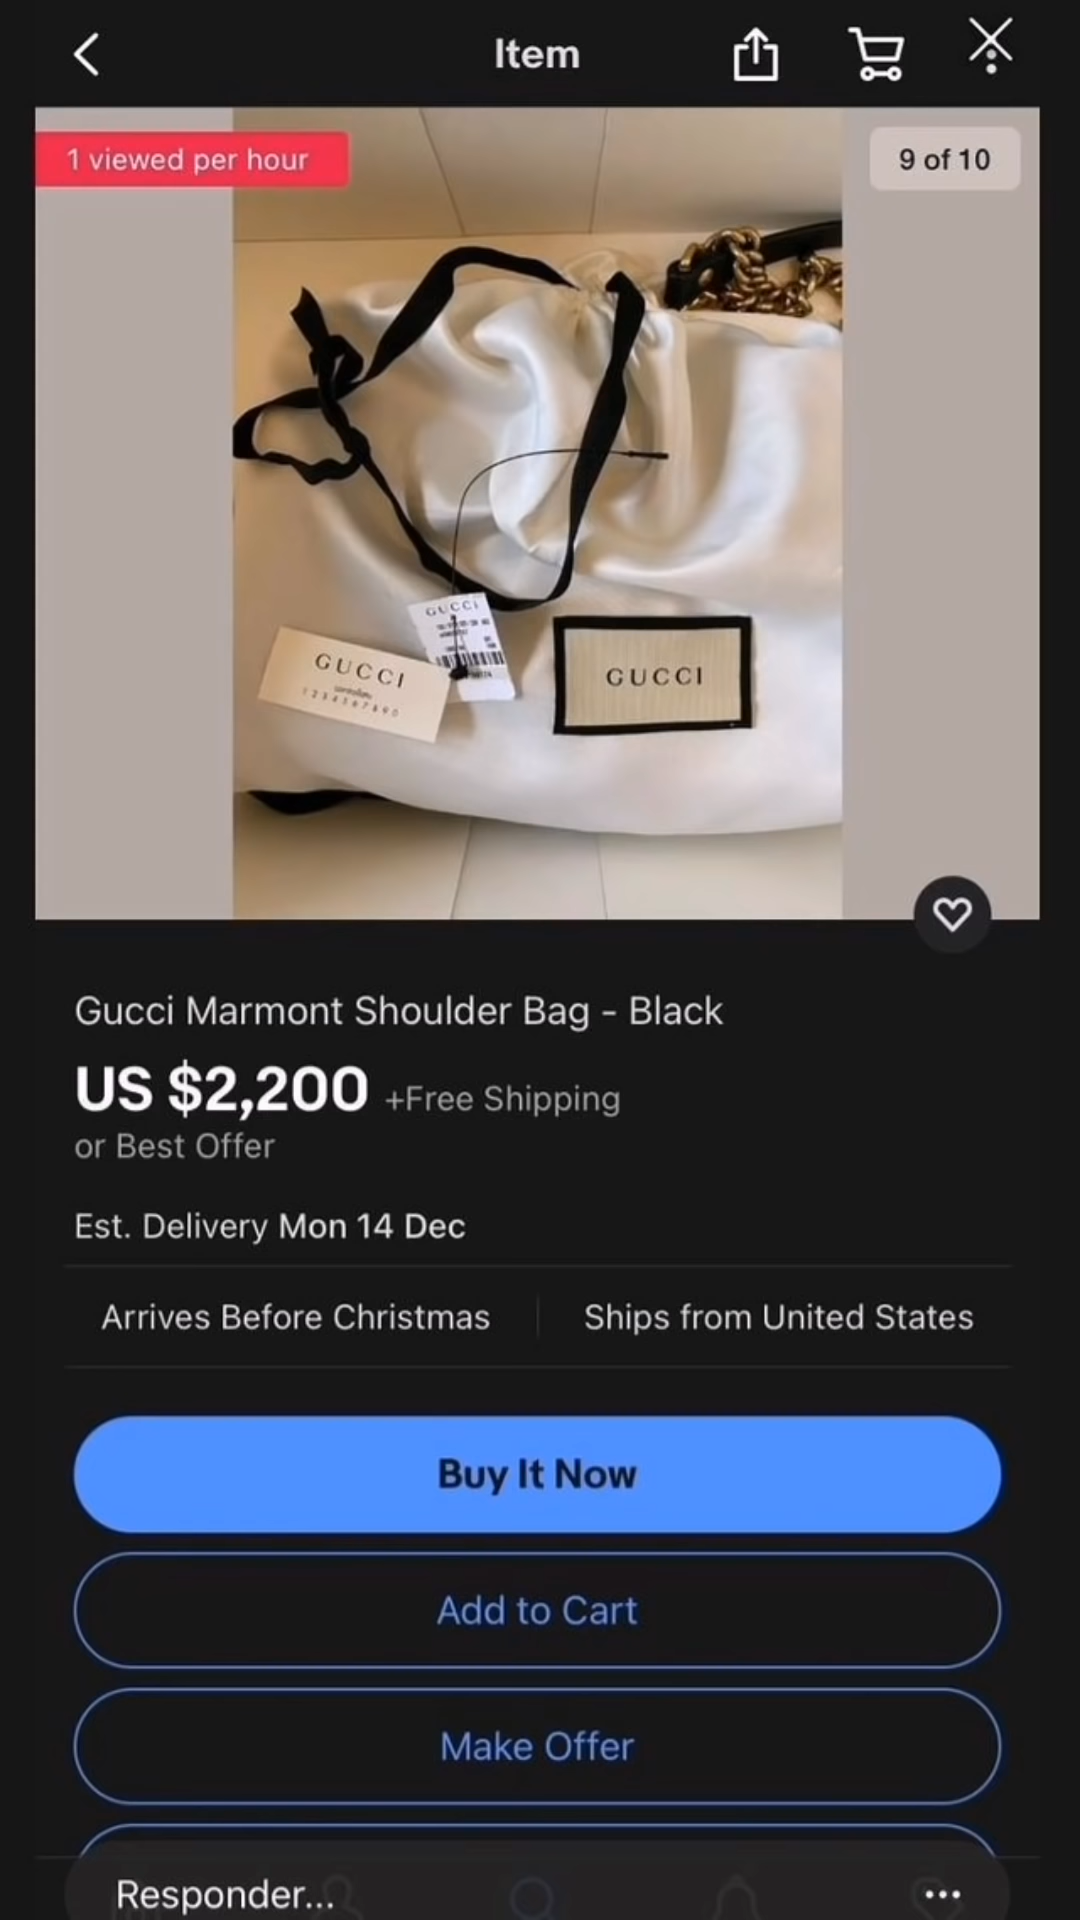 Item
1 viewed per hour
9 of 10
GUCCI
GUCCI
controllato
1234567890
GUCCI
Gucci Marmont Shoulder Bag - Black
US $2,200 +Free Shipping
or Best Offer
Est. Delivery Mon 14 Dec
Arrives Before Christmas
Ships from United States
Buy It Now
Add to Cart
Make Offer
Responder...